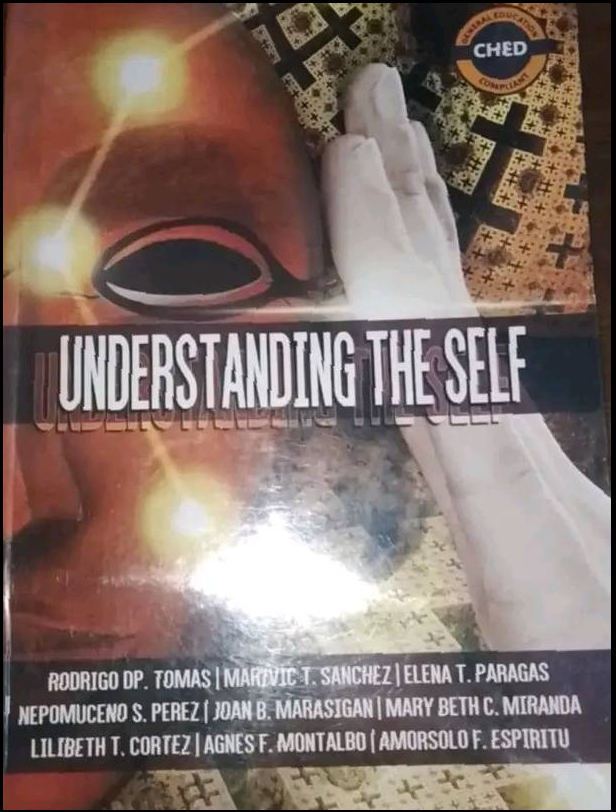 GENERAL EDUCATION
CHED
COMPLIANT
UNDERSTANDING THE SELF
RODRIGO DP. TOMAS | MARIVIC T. SANCHEZ | ELENA T. PARAGAS
NEPOMUCENO S. PEREZ | JOAN B. MARASIGAN | MARY BETH C. MIRANDA
LILIBETH T. CORTEZ | AGNES F. MONTALBO | AMORSOLO F. ESPIRITU